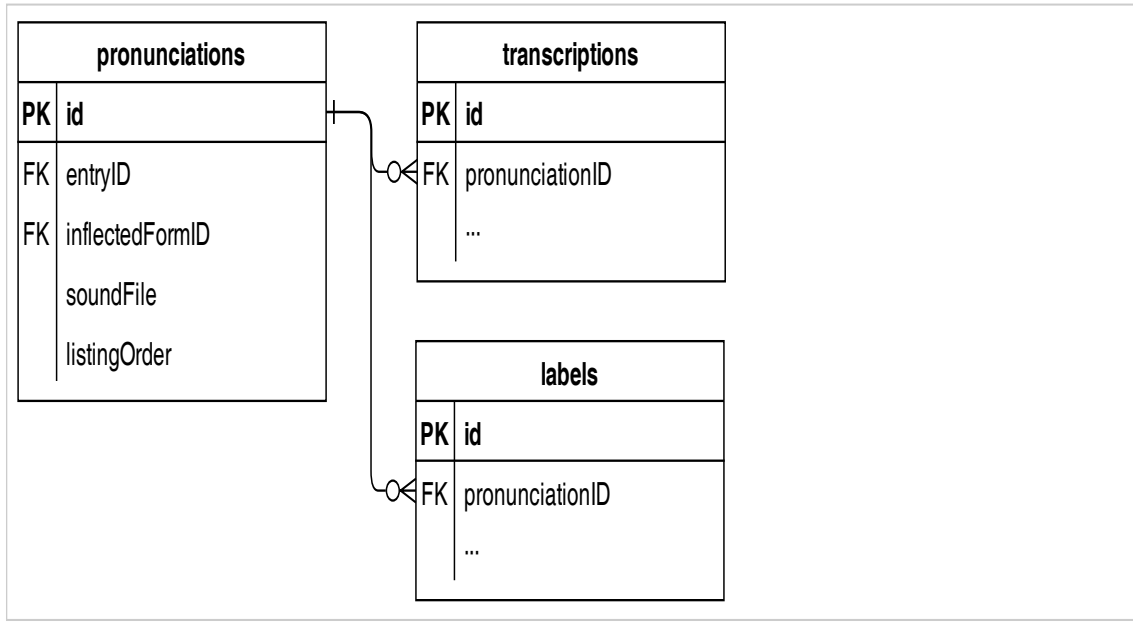 pronunciations
PK id
FK entryID
FK inflectedFormID
soundFile
listingOrder
transcriptions
PK id
FK pronunciationID
...
labels
PK id
FK pronunciationID
...